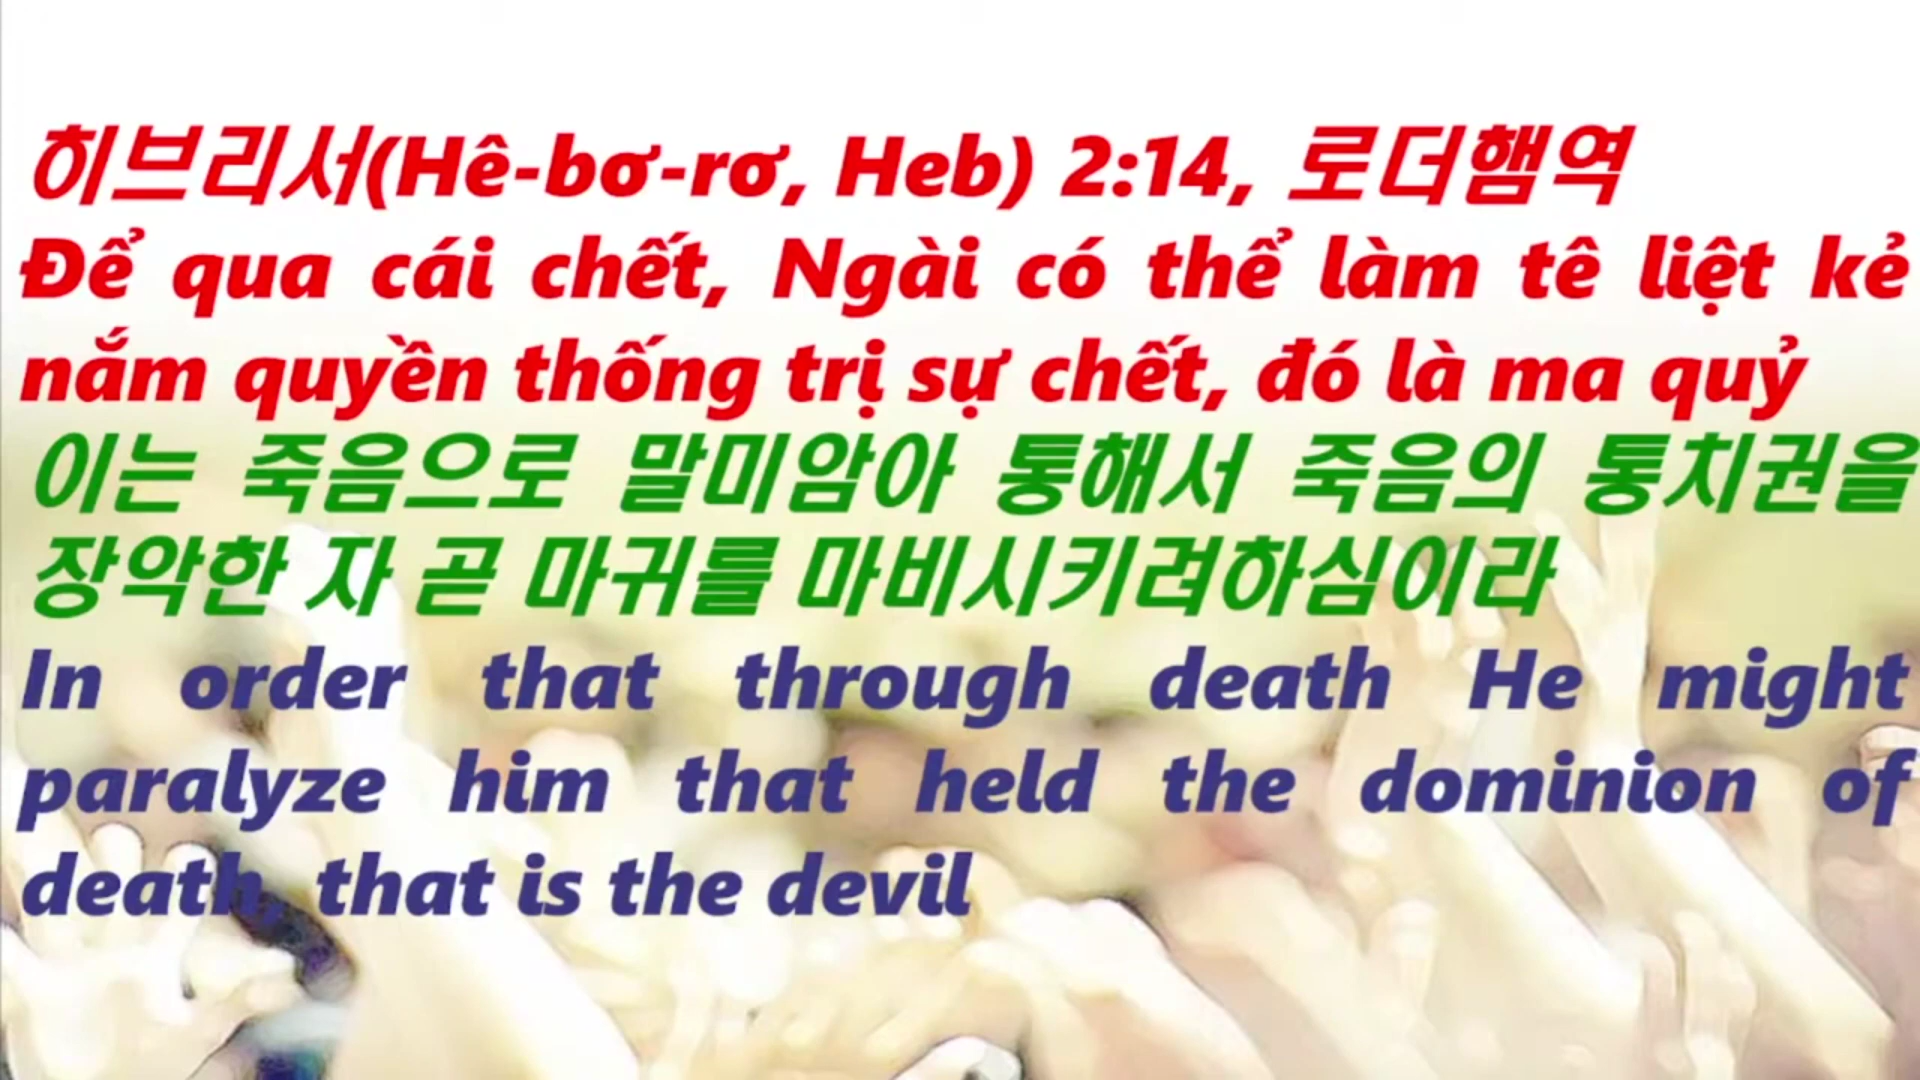 히브리서(Hê-bơ-rơ, Heb) 2:14, 로더햄역
Để qua cái chết, Ngài có thể làm tê liệt kẻ
nắm quyền thống trị sự chết, đó là ma quỷ
이는 죽음으로 말미암아 통해서 죽음의 통치권을
장악한 자 곧 마귀를 마비시키려하심이라
In order that through death He might
paralyze him that held the dominion of
death, that is the devil